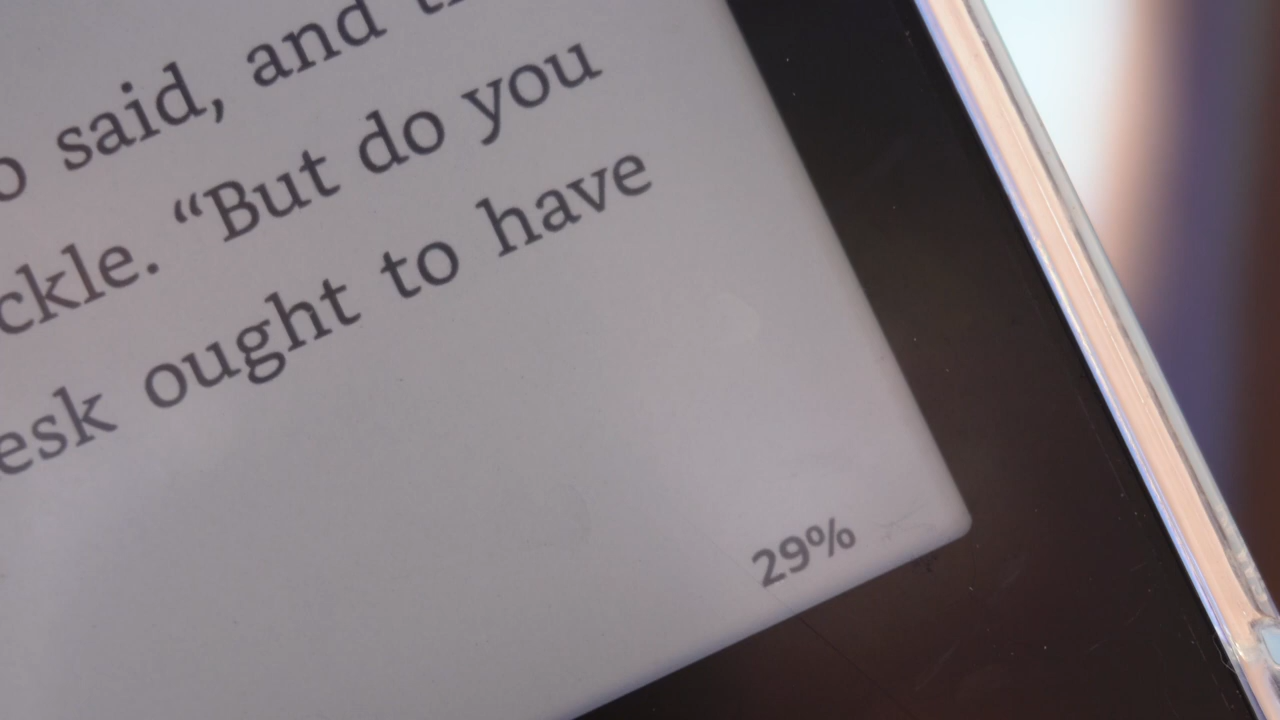 said, and
ckle. “But do you
esk ought to have
29%